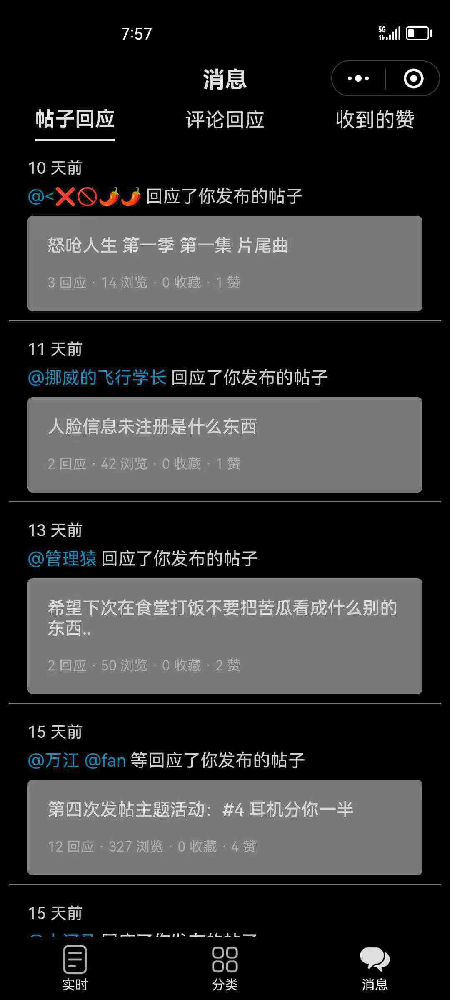 7:57
5G
消息
帖子回应 评论回应 收到的赞
10 天前
@<❌🚫🌶️🌶️ 回应了你发布的帖子
怒呛人生 第一季 第一集 片尾曲
3 回应 · 14 浏览 · 0 收藏 · 1 赞
11 天前
@挪威的飞行学长 回应了你发布的帖子
人脸信息未注册是什么东西
2 回应 · 42 浏览 · 0 收藏 · 1 赞
13 天前
@管理猿 回应了你发布的帖子
希望下次在食堂打饭不要把苦瓜看成什么别的
东西..
2 回应 · 50 浏览 · 0 收藏 · 2 赞
15 天前
@万江 @fan 等回应了你发布的帖子
第四次发帖主题活动：#4 耳机分你一半
12 回应 · 327 浏览 · 0 收藏 · 4 赞
15 天前
回应了你发布的帖子
实时 分类 消息